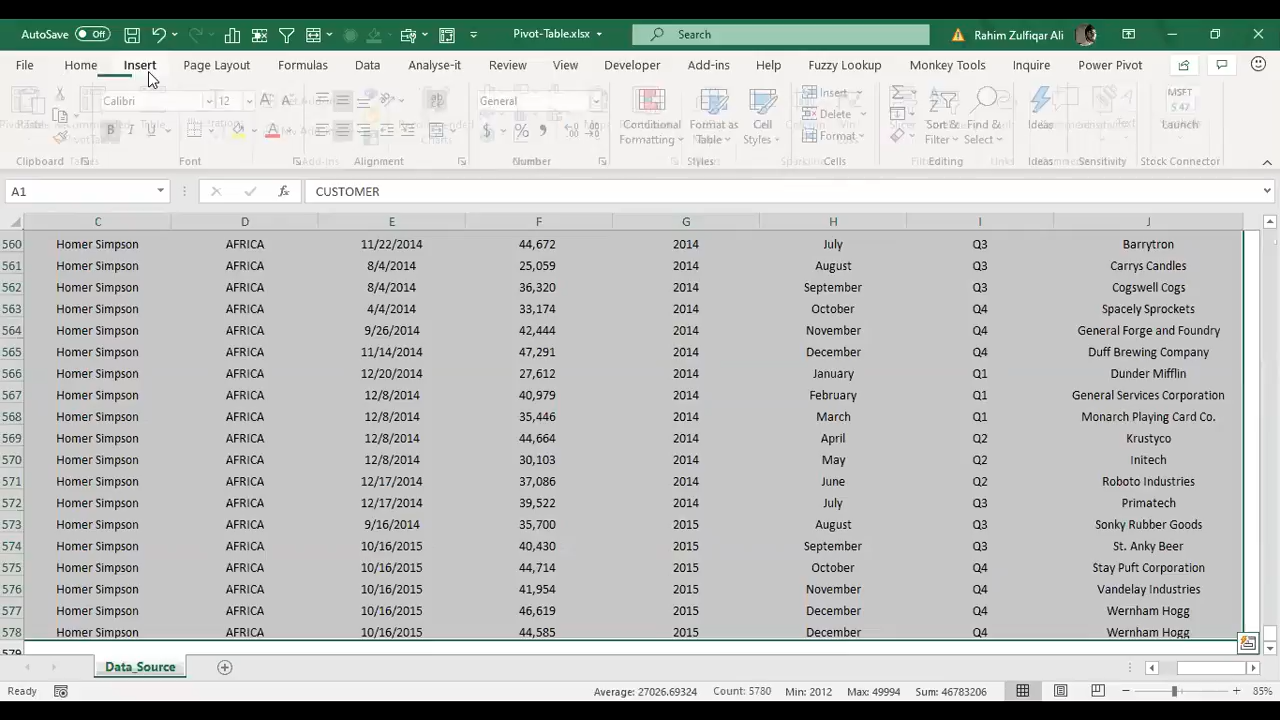 AutoSave Off Pivot-Table.xlsx Search Rahim Zulfiqar Ali
File Home Insert Page Layout Formulas Data Analyse-it Review View Developer Add-ins Help Fuzzy Lookup Monkey Tools Inquire Power Pivot
Calibri 12 General Insert MSFT
Paste B I U $ % Conditional Format as Cell Delete Sort & Find & Ideas Launch
Formatting Table Styles Format Filter Select
Clipboard Font Alignment Number Styles Cells Editing Ideas Sensitivity Stock Connector
A1 fx CUSTOMER
C D E F G H I J
560 Homer Simpson AFRICA 11/22/2014 44,672 2014 July Q3 Barrytron
561 Homer Simpson AFRICA 8/4/2014 25,059 2014 August Q3 Carrys Candles
562 Homer Simpson AFRICA 8/4/2014 36,320 2014 September Q3 Cogswell Cogs
563 Homer Simpson AFRICA 4/4/2014 33,174 2014 October Q4 Spacely Sprockets
564 Homer Simpson AFRICA 9/26/2014 42,444 2014 November Q4 General Forge and Foundry
565 Homer Simpson AFRICA 11/14/2014 47,291 2014 December Q4 Duff Brewing Company
566 Homer Simpson AFRICA 12/20/2014 27,612 2014 January Q1 Dunder Mifflin
567 Homer Simpson AFRICA 12/8/2014 40,979 2014 February Q1 General Services Corporation
568 Homer Simpson AFRICA 12/8/2014 35,446 2014 March Q1 Monarch Playing Card Co.
569 Homer Simpson AFRICA 12/8/2014 44,664 2014 April Q2 Krustyco
570 Homer Simpson AFRICA 12/8/2014 30,103 2014 May Q2 Initech
571 Homer Simpson AFRICA 12/17/2014 37,086 2014 June Q2 Roboto Industries
572 Homer Simpson AFRICA 12/17/2014 39,522 2014 July Q3 Primatech
573 Homer Simpson AFRICA 9/16/2014 35,700 2015 August Q3 Sonky Rubber Goods
574 Homer Simpson AFRICA 10/16/2015 40,430 2015 September Q3 St. Anky Beer
575 Homer Simpson AFRICA 10/16/2015 44,714 2015 October Q4 Stay Puft Corporation
576 Homer Simpson AFRICA 10/16/2015 41,954 2015 November Q4 Vandelay Industries
577 Homer Simpson AFRICA 10/16/2015 46,619 2015 December Q4 Wernham Hogg
578 Homer Simpson AFRICA 10/16/2015 44,585 2015 December Q4 Wernham Hogg
579
Data_Source
Ready Average: 27026.69324 Count: 5780 Min: 2012 Max: 49994 Sum: 46783206 85%